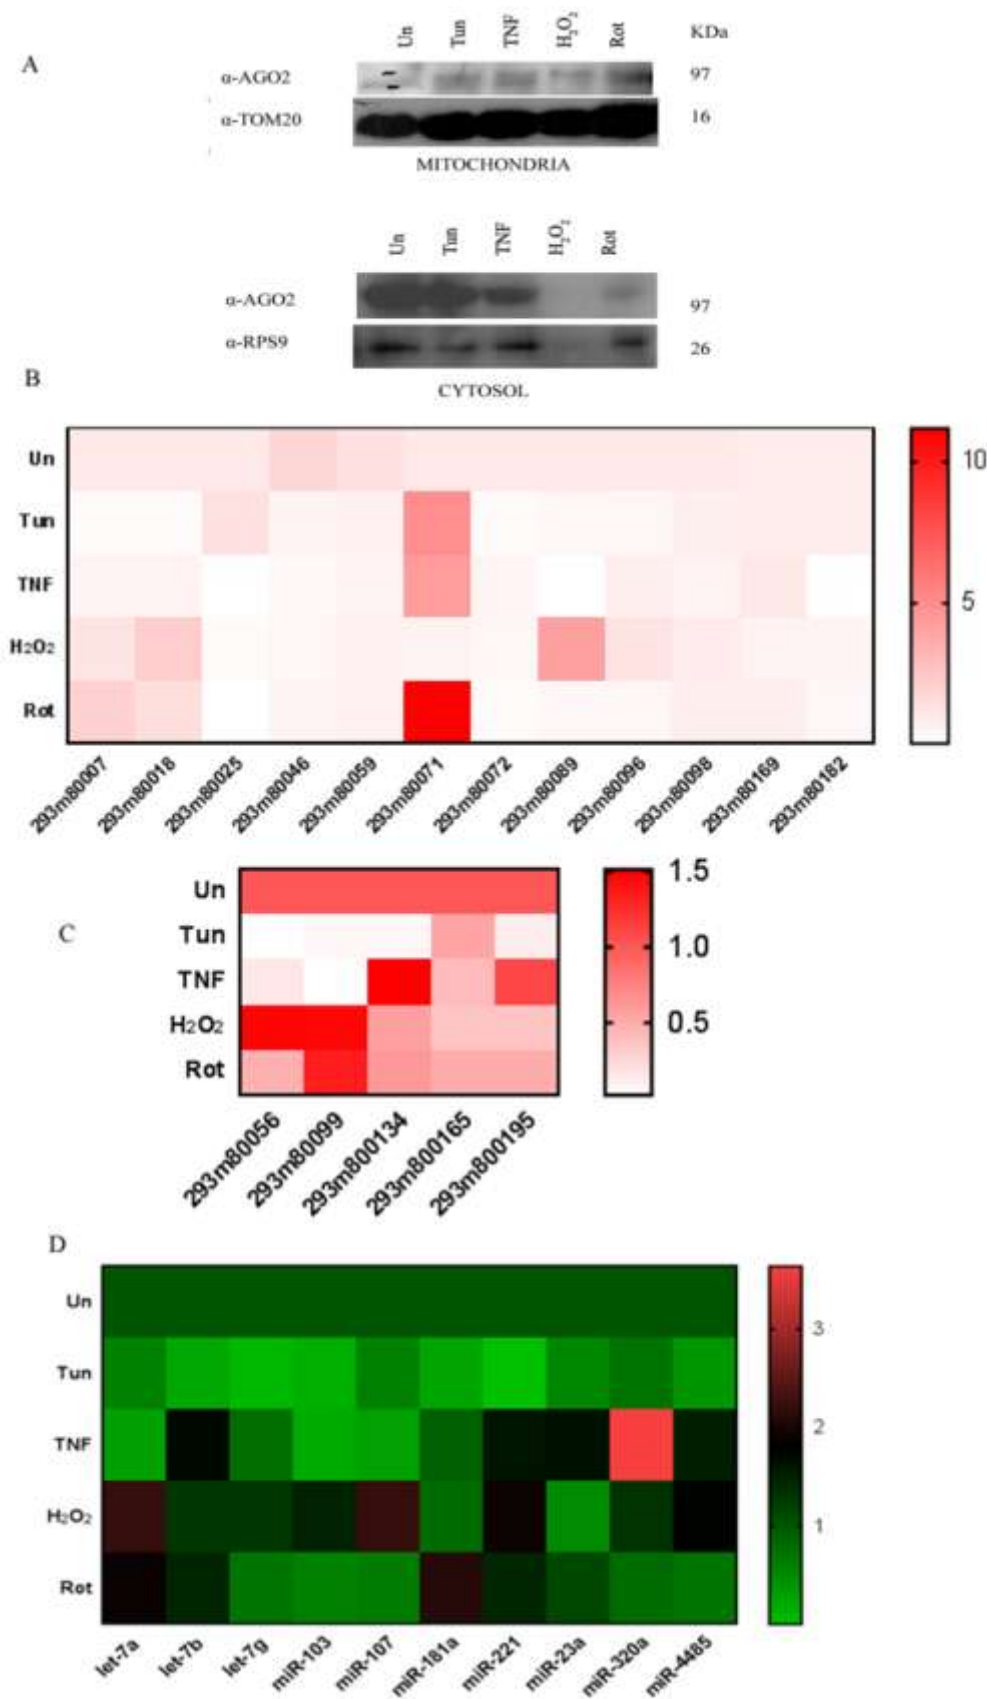 A
Un Tun TNF H₂O₂ Rot KDa
α-AGO2 97
α-TOM20 16
MITOCHONDRIA
Un Tun TNF H₂O₂ Rot
α-AGO2 97
α-RPS9 26
CYTOSOL
B
Un
Tun
TNF
H₂O₂
Rot
10
5
293m80007 293m80018 293m80025 293m80046 293m80059 293m80071 293m80072 293m80089 293m80096 293m80098 293m80169 293m80182
C
Un
Tun
TNF
H₂O₂
Rot
1.5
1.0
0.5
293m80056 293m80099 293m800134 293m800165 293m800195
D
Un
Tun
TNF
H₂O₂
Rot
3
2
1
let-7a let-7b let-7g miR-103 miR-107 miR-181a miR-221 miR-23a miR-320a miR-4485